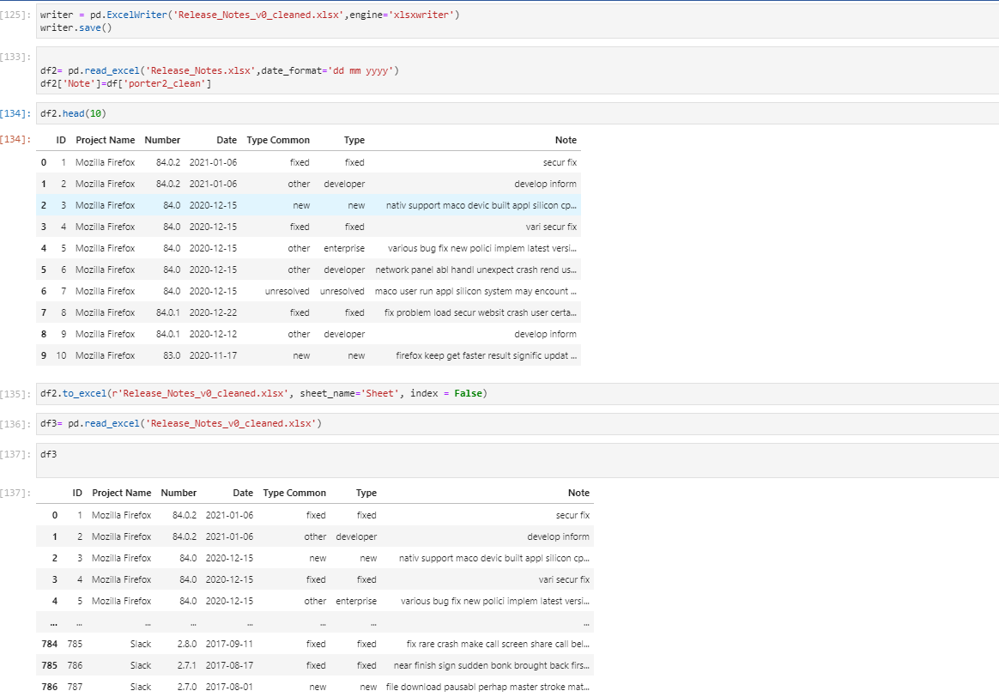 [125]: writer = pd.ExcelWriter('Release_Notes_v0_cleaned.xlsx',engine='xlsxwriter')
writer.save()
[133]:
df2= pd.read_excel('Release_Notes.xlsx',date_format='dd mm yyyy')
df2['Note']=df['porter2_clean']
[134]: df2.head(10)
[134]: ID Project Name Number Date Type Common Type Note
0 1 Mozilla Firefox 84.0.2 2021-01-06 fixed fixed secur fix
1 2 Mozilla Firefox 84.0.2 2021-01-06 other developer develop inform
2 3 Mozilla Firefox 84.0 2020-12-15 new new nativ support maco devic built appl silicon cp...
3 4 Mozilla Firefox 84.0 2020-12-15 fixed fixed vari secur fix
4 5 Mozilla Firefox 84.0 2020-12-15 other enterprise various bug fix new polici implem latest versi...
5 6 Mozilla Firefox 84.0 2020-12-15 other developer network panel abl handl unexpect crash rend us...
6 7 Mozilla Firefox 84.0 2020-12-15 unresolved unresolved maco user run appl silicon system may encount ...
7 8 Mozilla Firefox 84.0.1 2020-12-22 fixed fixed fix problem load secur websit crash user certa...
8 9 Mozilla Firefox 84.0.1 2020-12-12 other developer develop inform
9 10 Mozilla Firefox 83.0 2020-11-17 new new firefox keep get faster result signific updat ...
[135]: df2.to_excel(r'Release_Notes_v0_cleaned.xlsx', sheet_name='Sheet', index = False)
[136]: df3= pd.read_excel('Release_Notes_v0_cleaned.xlsx')
[137]: df3
[137]: ID Project Name Number Date Type Common Type Note
0 1 Mozilla Firefox 84.0.2 2021-01-06 fixed fixed secur fix
1 2 Mozilla Firefox 84.0.2 2021-01-06 other developer develop inform
2 3 Mozilla Firefox 84.0 2020-12-15 new new nativ support maco devic built appl silicon cp...
3 4 Mozilla Firefox 84.0 2020-12-15 fixed fixed vari secur fix
4 5 Mozilla Firefox 84.0 2020-12-15 other enterprise various bug fix new polici implem latest versi...
... ... ... ... ... ... ... ...
784 785 Slack 2.8.0 2017-09-11 fixed fixed fix rare crash make call screen share call bel...
785 786 Slack 2.7.1 2017-08-17 fixed fixed near finish sign sudden bonk brought back firs...
786 787 Slack 2.7.0 2017-08-01 new new file download pausabl perhap master stroke mat...